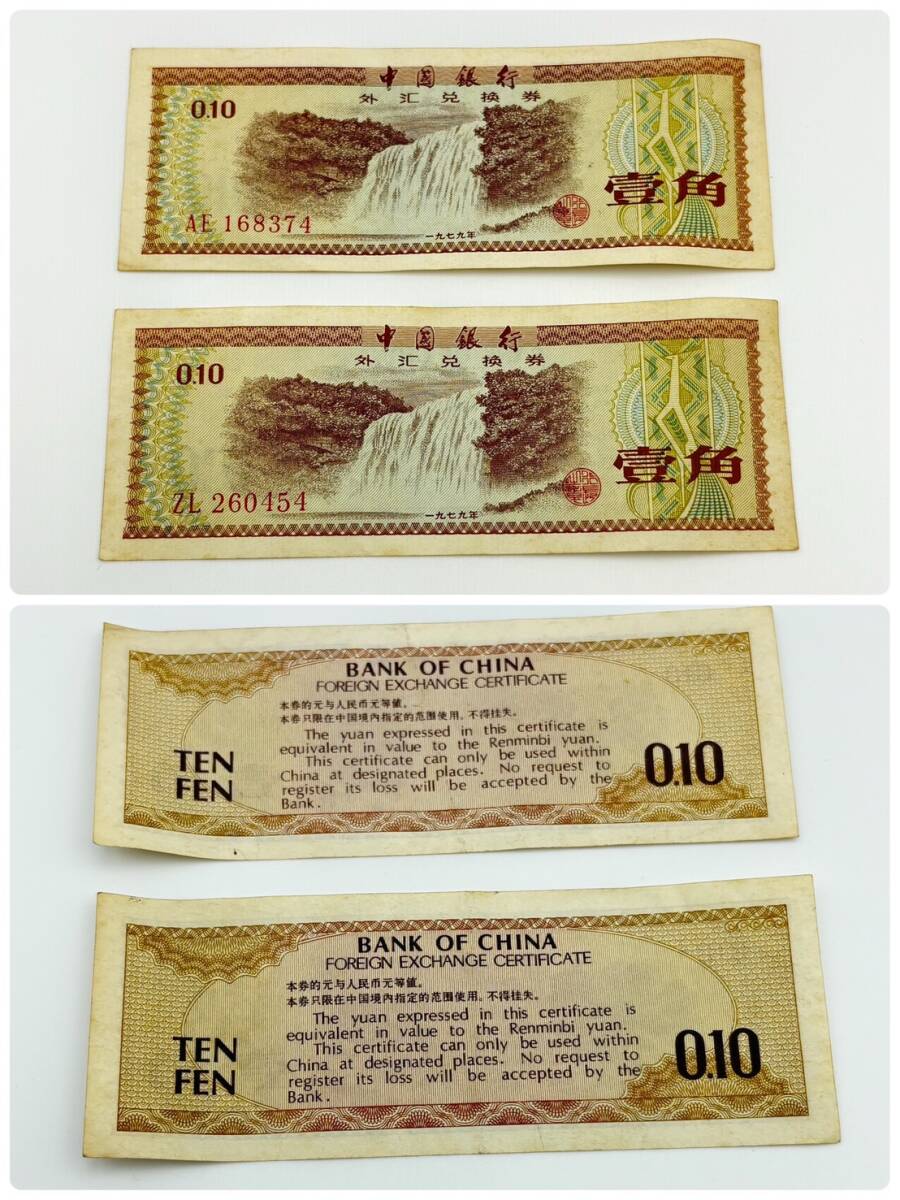 中國銀行
外汇兑换券
0.10
壹角
AE 168374
一九七九年
中國銀行
外汇兑换券
0.10
壹角
ZL 260454
一九七九年
BANK OF CHINA
FOREIGN EXCHANGE CERTIFICATE
本券的元与人民币元等值。
本券只限在中国境内指定的范围使用，不得挂失。
The yuan expressed in this certificate is
equivalent in value to the Renminbi yuan.
This certificate can only be used within
China at designated places. No request to
register its loss will be accepted by the
Bank.
TEN
FEN
0.10
BANK OF CHINA
FOREIGN EXCHANGE CERTIFICATE
本券的元与人民币元等值。
本券只限在中国境内指定的范围使用，不得挂失。
The yuan expressed in this certificate is
equivalent in value to the Renminbi yuan.
This certificate can only be used within
China at designated places. No request to
register its loss will be accepted by the
Bank.
TEN
FEN
0.10